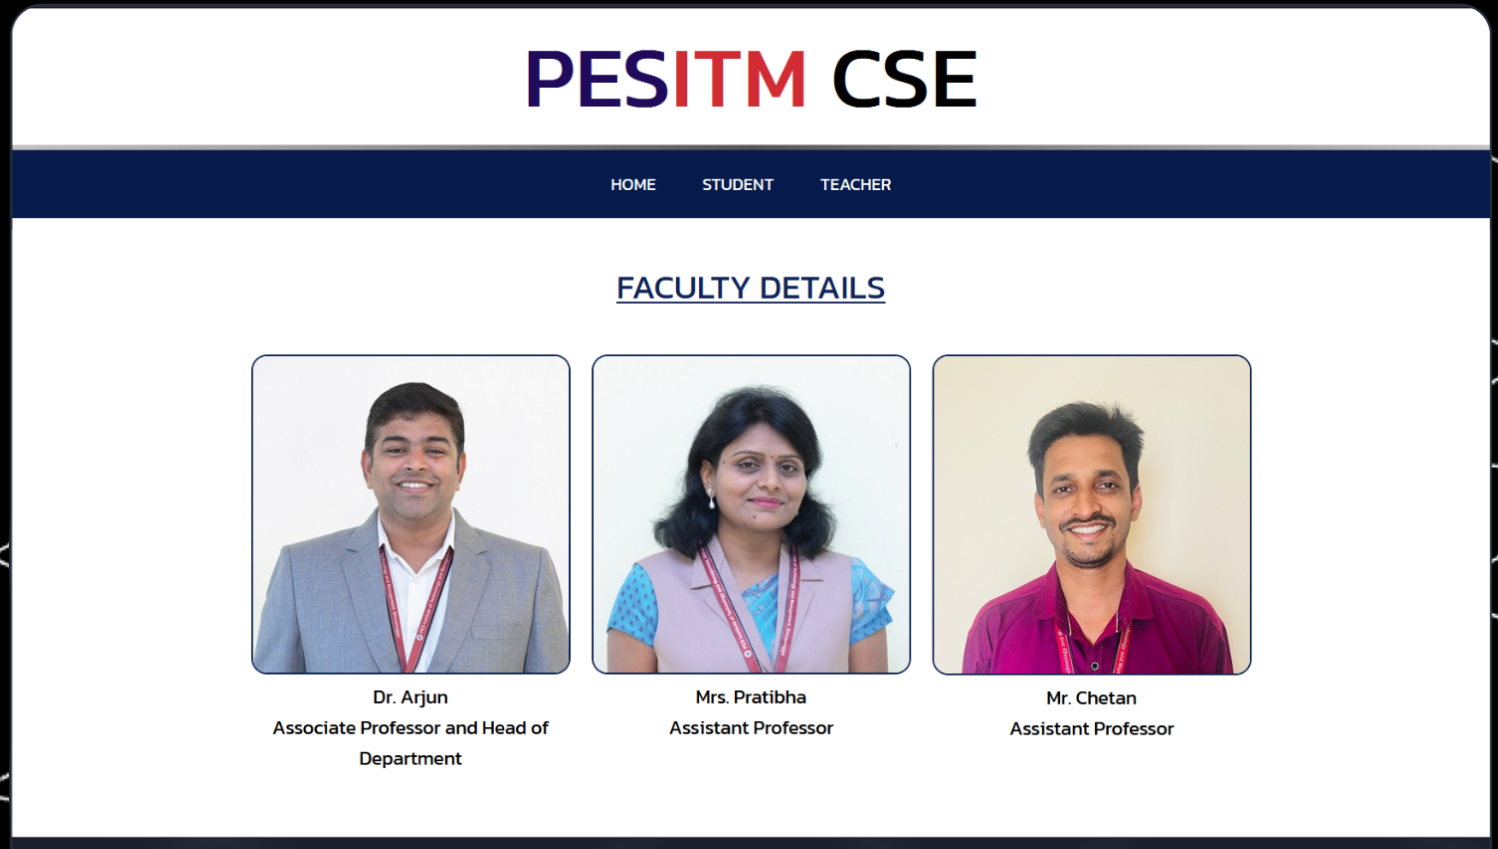 PESITM CSE
HOME STUDENT TEACHER
FACULTY DETAILS
Dr. Arjun
Associate Professor and Head of
Department
Mrs. Pratibha
Assistant Professor
Mr. Chetan
Assistant Professor